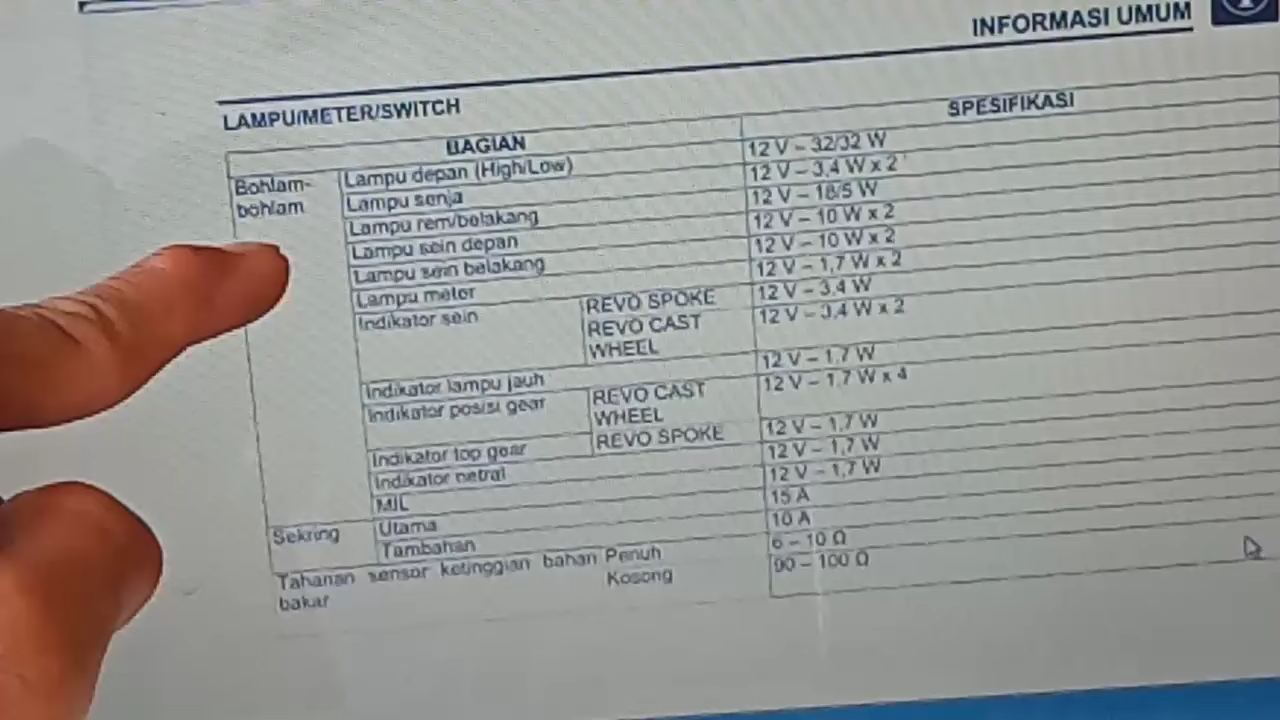 INFORMASI UMUM
LAMPU/METER/SWITCH
BAGIAN SPESIFIKASI
Bohlam-bohlam Lampu depan (High/Low) 12 V – 32/32 W
Lampu senja 12 V – 3,4 W x 2
Lampu rem/belakang 12 V – 18/5 W
Lampu sein depan 12 V – 10 W x 2
Lampu sein belakang 12 V – 10 W x 2
Lampu meter 12 V – 1,7 W x 2
Indikator sein REVO SPOKE 12 V – 3,4 W
REVO CAST WHEEL 12 V – 3,4 W x 2
Indikator lampu jauh 12 V – 1,7 W
Indikator posisi gear REVO CAST WHEEL 12 V – 1,7 W x 4
Indikator top gear REVO SPOKE 12 V – 1,7 W
Indikator netral 12 V – 1,7 W
MIL 12 V – 1,7 W
Sekring Utama 15 A
Tambahan 10 A
Tahanan sensor ketinggian bahan bakar Penuh 6 – 10 Ω
Kosong 90 – 100 Ω